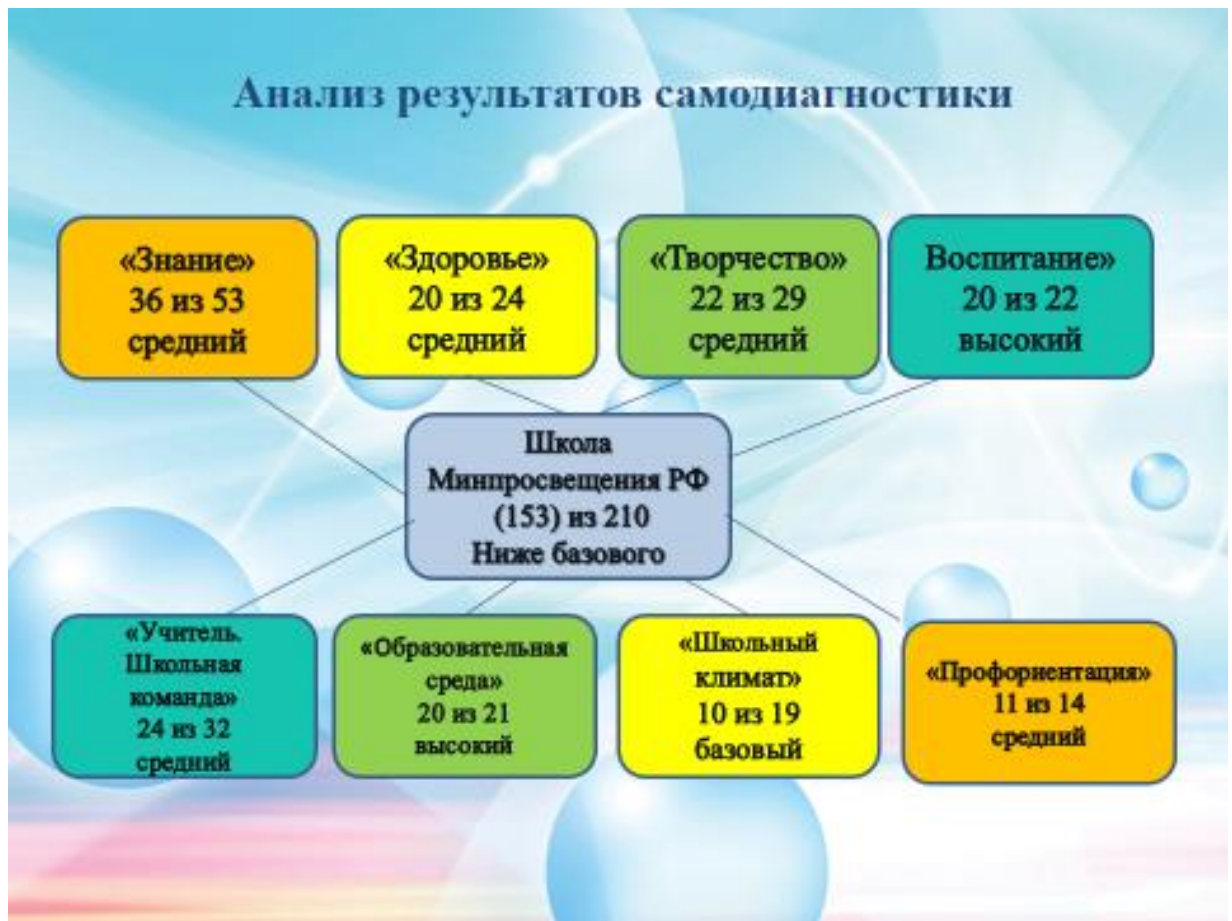 Анализ результатов самодиагностики
«Знание»
36 из 53
средний
«Здоровье»
20 из 24
средний
«Творчество»
22 из 29
средний
Воспитание»
20 из 22
высокий
Школа
Минпросвещения РФ
(153) из 210
Ниже базового
«Учитель.
Школьная
команда»
24 из 32
средний
«Образовательная
среда»
20 из 21
высокий
«Школьный
климат»
10 из 19
базовый
«Профориентация»
11 из 14
средний